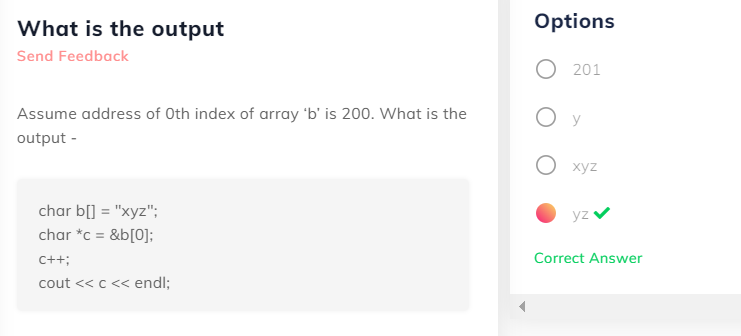 What is the output
Send Feedback
Assume address of 0th index of array ‘b’ is 200. What is the
output -
char b[] = "xyz";
char *c = &b[0];
c++;
cout << c << endl;
Options
201
y
xyz
yz
Correct Answer